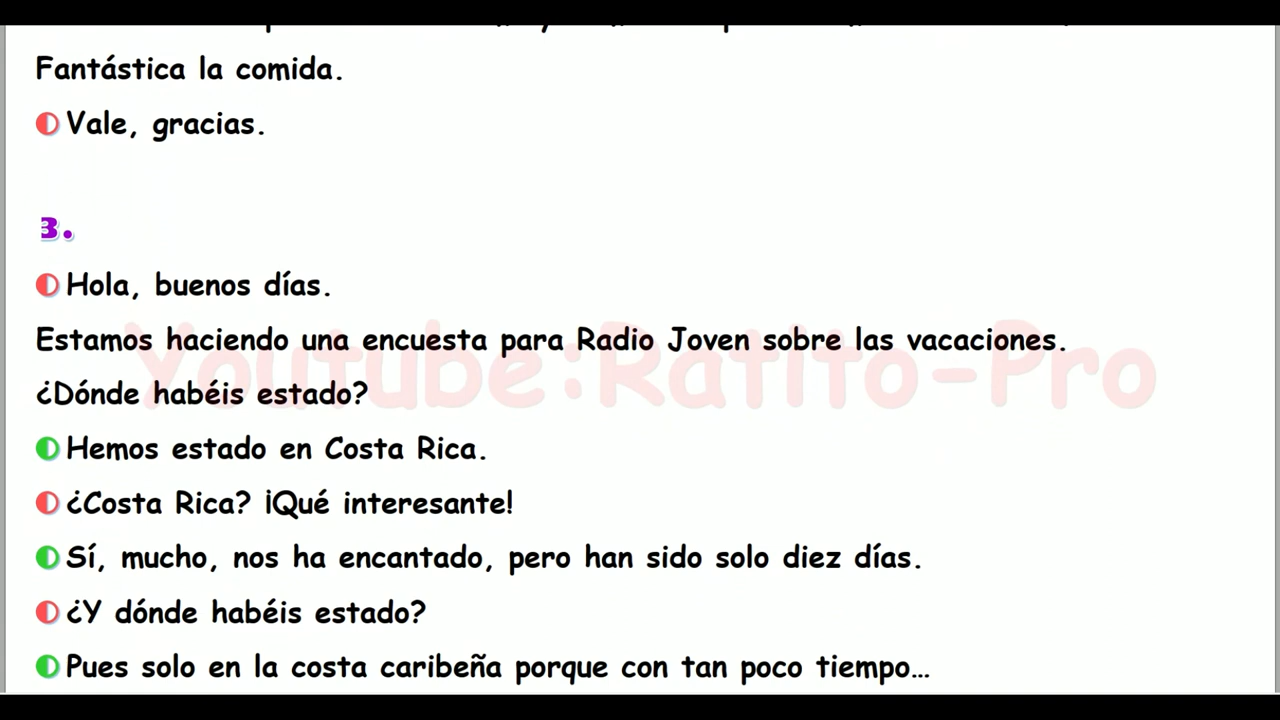 Fantástica la comida.
Vale, gracias.
3.
Hola, buenos días.
Estamos haciendo una encuesta para Radio Joven sobre las vacaciones.
Youtube:Ratito-Pro
¿Dónde habéis estado?
Hemos estado en Costa Rica.
¿Costa Rica? ¡Qué interesante!
Sí, mucho, nos ha encantado, pero han sido solo diez días.
¿Y dónde habéis estado?
Pues solo en la costa caribeña porque con tan poco tiempo...